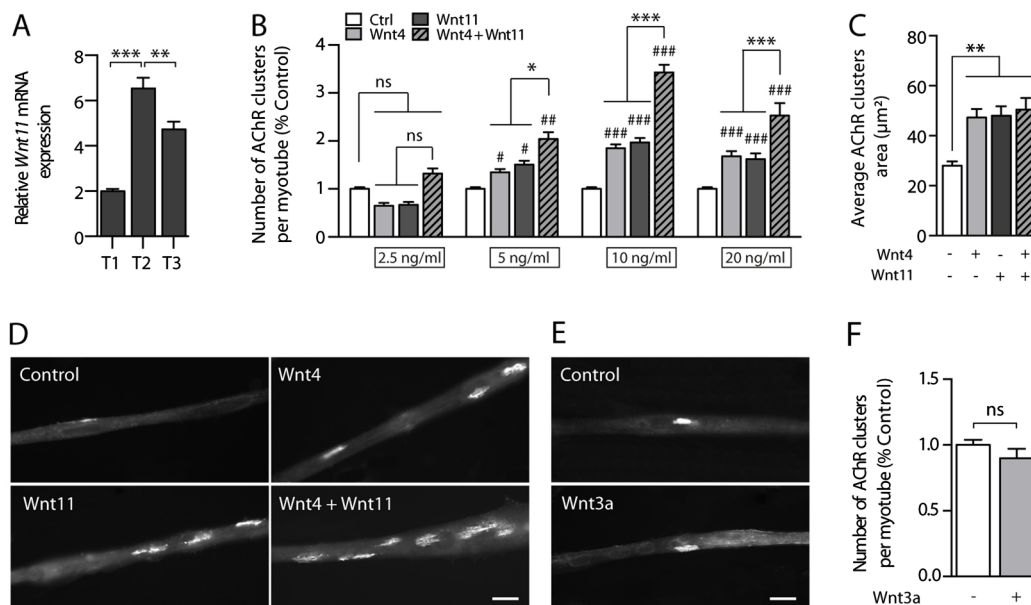 A
Relative Wnt11 mRNA
expression
8
6
4
2
0
*** **
T1 T2 T3
B
Ctrl
Wnt4
Wnt11
Wnt4+Wnt11
Number of AChR clusters
per myotube (% Control)
4
3
2
1
0
ns
ns
*
***
***
# # ##
### ### ###
### ### ###
2.5 ng/ml 5 ng/ml 10 ng/ml 20 ng/ml
C
Average AChR clusters
area (µm²)
80
60
40
20
0
**
Wnt4 - + - +
Wnt11 - - + +
D
Control
Wnt4
Wnt11
Wnt4 + Wnt11
E
Control
Wnt3a
F
Number of AChR clusters
per myotube (% Control)
1.5
1.0
0.5
0.0
ns
Wnt3a - +